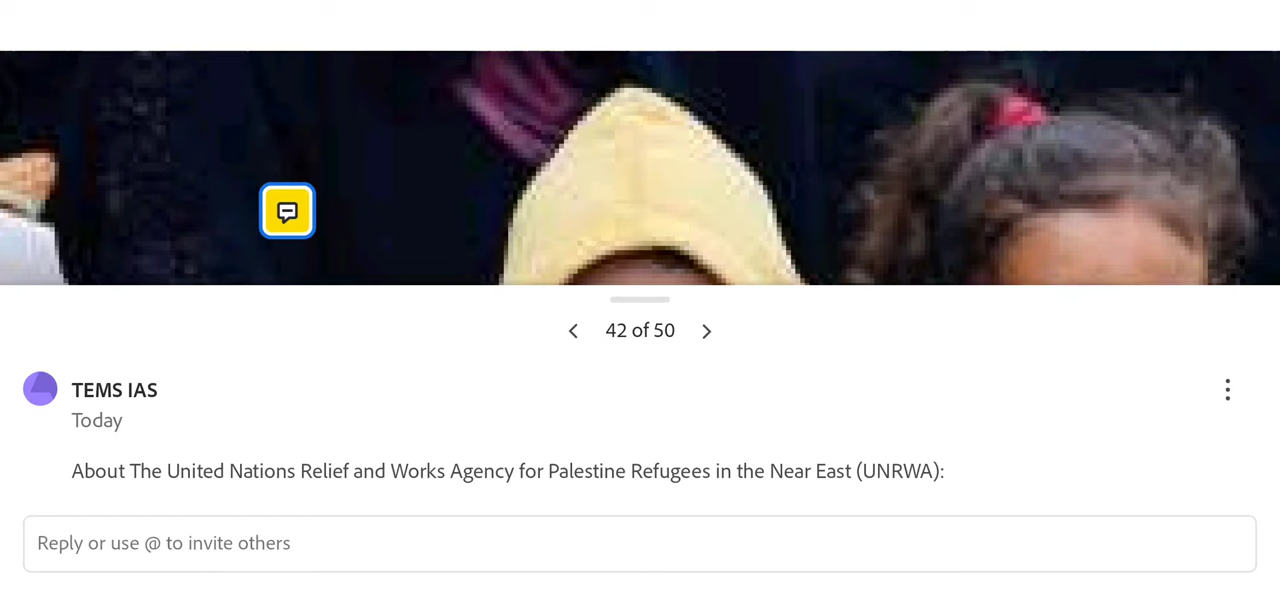 42 of 50
TEMS IAS
Today
About The United Nations Relief and Works Agency for Palestine Refugees in the Near East (UNRWA):
Reply or use @ to invite others